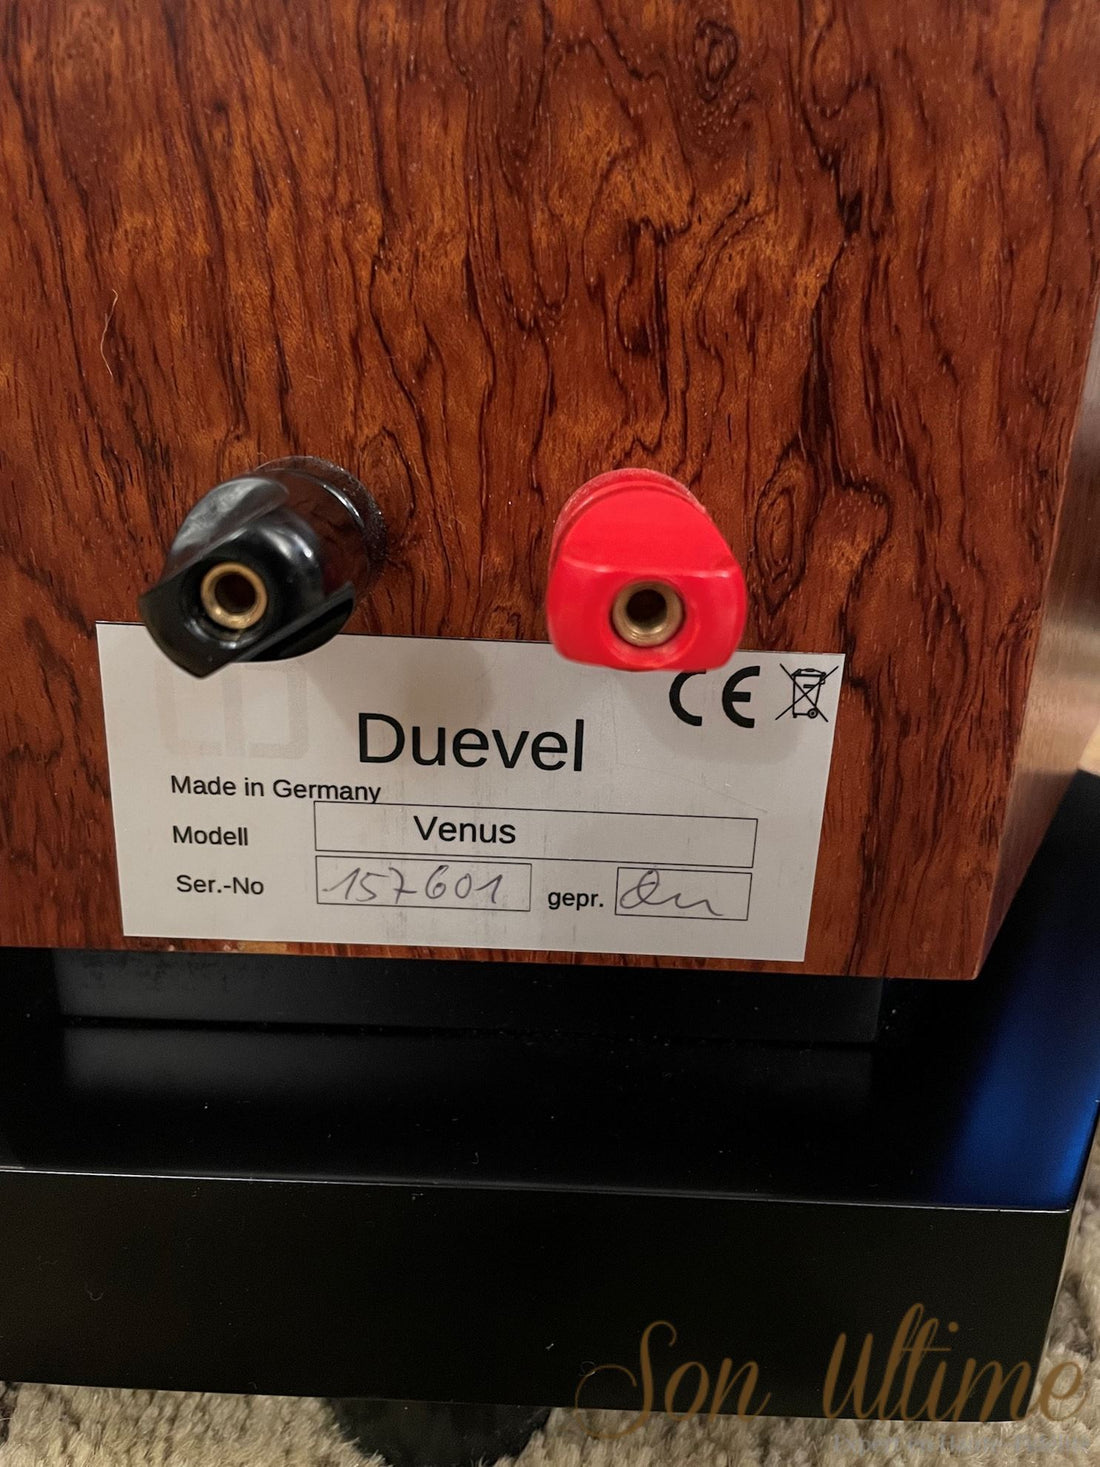 CE
Duevel
Made in Germany
Modell Venus
Ser.-No 157601 gepr.
Son Ultime